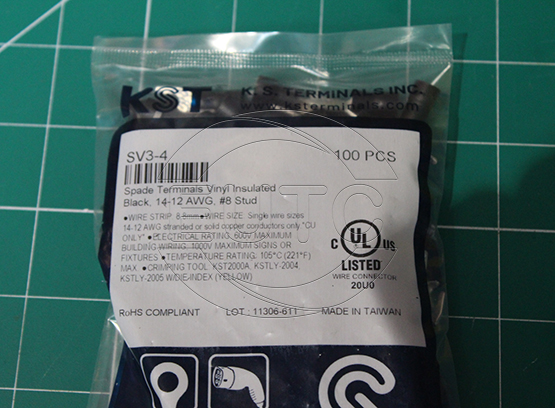 KST
K. S. TERMINALS INC.
www.ksterminals.com
SV3-4
100 PCS
Spade Terminals Vinyl Insulated
Black, 14-12 AWG, #8 Stud
●WIRE STRIP 8.5mm●WIRE SIZE Single wire sizes
14-12 AWG stranded or solid copper conductors only "CU
ONLY" ●ELECTRICAL RATING 600V MAXIMUM
BUILDING WIRING, 1000V MAXIMUM SIGNS OR
FIXTURES ●TEMPERATURE RATING: 105°C (221°F)
MAX ●CRIMRING TOOL KST2000A, KSTLY-2004,
KSTLY-2005 W/DIE-INDEX (YELLOW)
C UL US
LISTED
WIRE CONNECTOR
20U0
RoHS COMPLIANT LOT : 11306-611 MADE IN TAIWAN